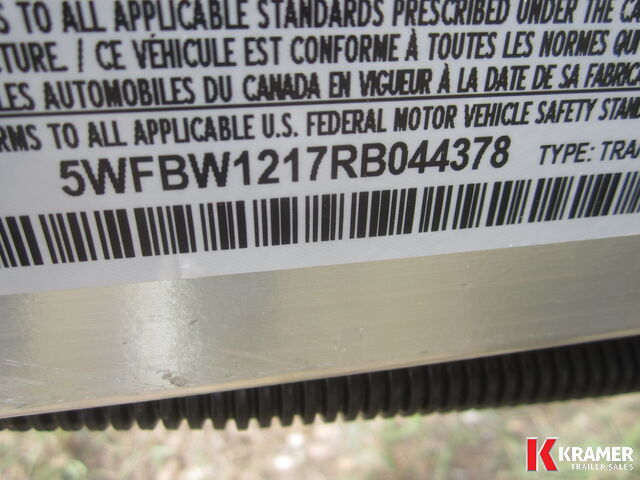 S TO ALL APPLICABLE STANDARDS PRESCRIBED UNDER THE CA
CTURE. / CE VÉHICULE EST CONFORME À TOUTES LES NORMES QU
LES AUTOMOBILES DU CANADA EN VIGUEUR À LA DATE DE SA FABRIC
RMS TO ALL APPLICABLE U.S. FEDERAL MOTOR VEHICLE SAFETY STAN
5WFBW1217RB044378 TYPE: TRA
KRAMER
TRAILER SALES